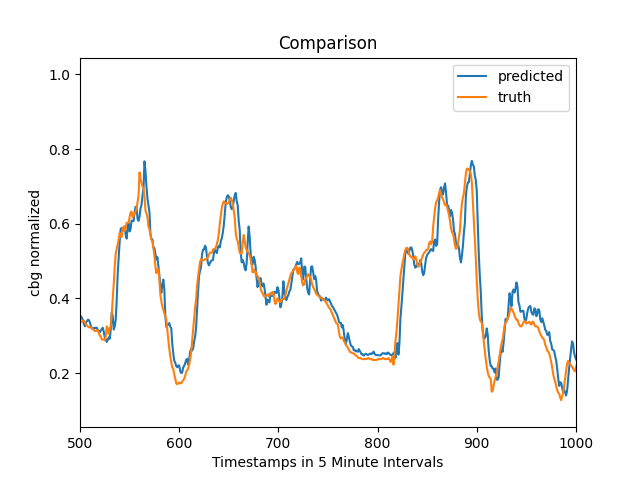 Comparison
predicted
truth
cbg normalized
1.0
0.8
0.6
0.4
0.2
500 600 700 800 900 1000
Timestamps in 5 Minute Intervals